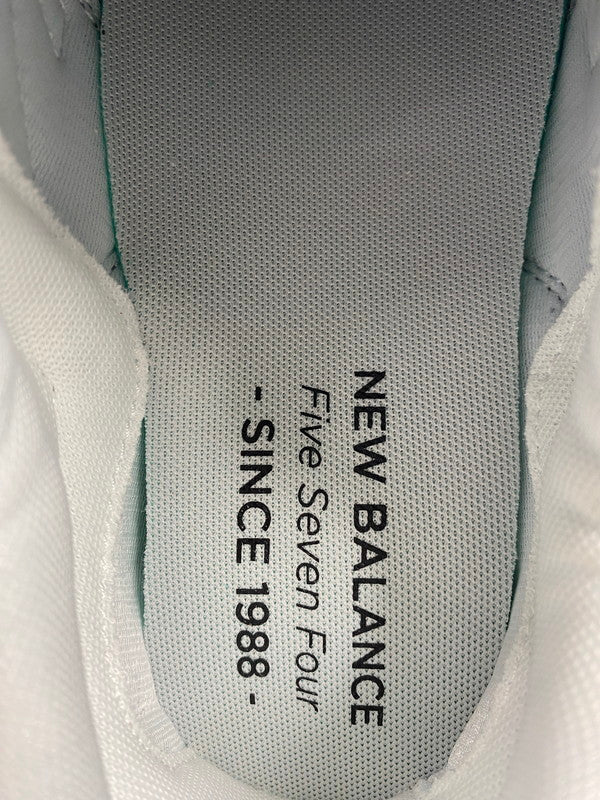 NEW BALANCE
Five Seven Four
- SINCE 1988 -